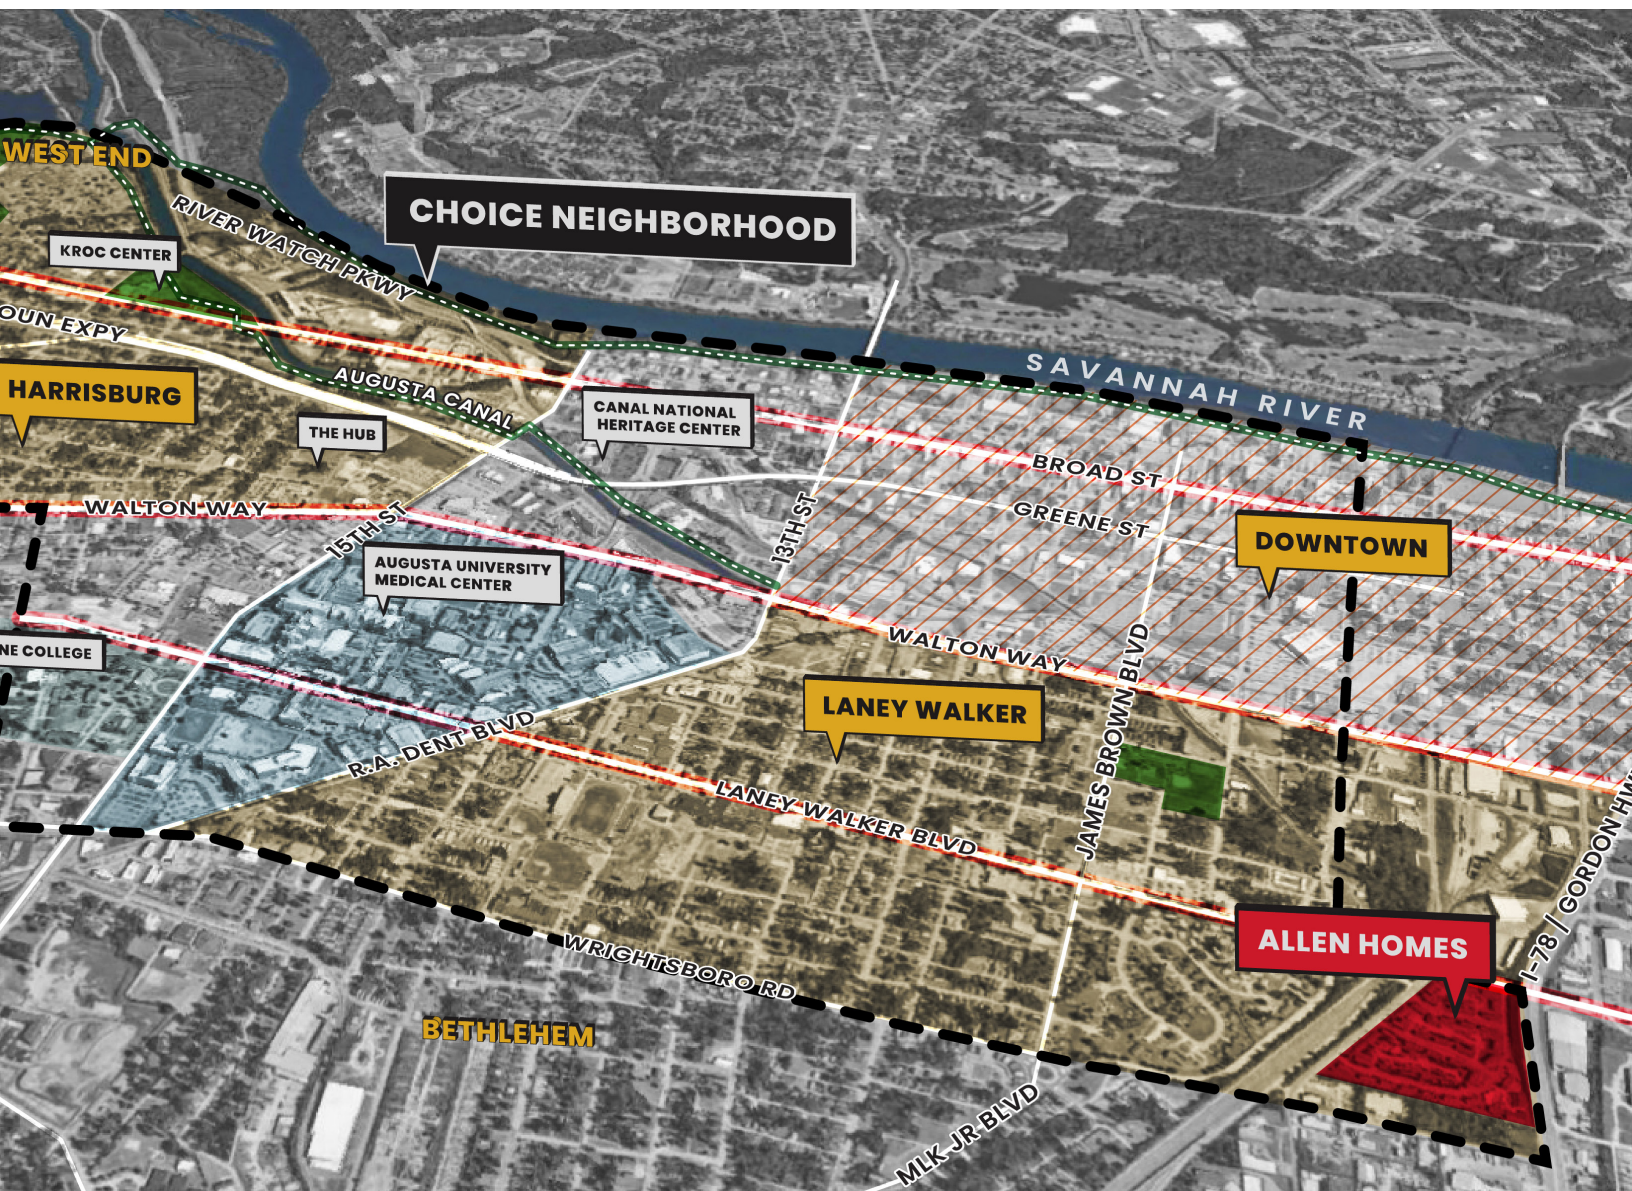 WEST END
RIVER WATCH PKWY
CHOICE NEIGHBORHOOD
KROC CENTER
OUN EXPY
HARRISBURG
AUGUSTA CANAL
THE HUB
CANAL NATIONAL
HERITAGE CENTER
SAVANNAH RIVER
BROAD ST
GREENE ST
WALTON WAY
15TH ST
13TH ST
DOWNTOWN
AUGUSTA UNIVERSITY
MEDICAL CENTER
NE COLLEGE
WALTON WAY
JAMES BROWN BLVD
LANEY WALKER
R.A. DENT BLVD
LANEY WALKER BLVD
I-78 / GORDON HW
ALLEN HOMES
WRIGHTSBORO RD
BETHLEHEM
MLK JR BLVD